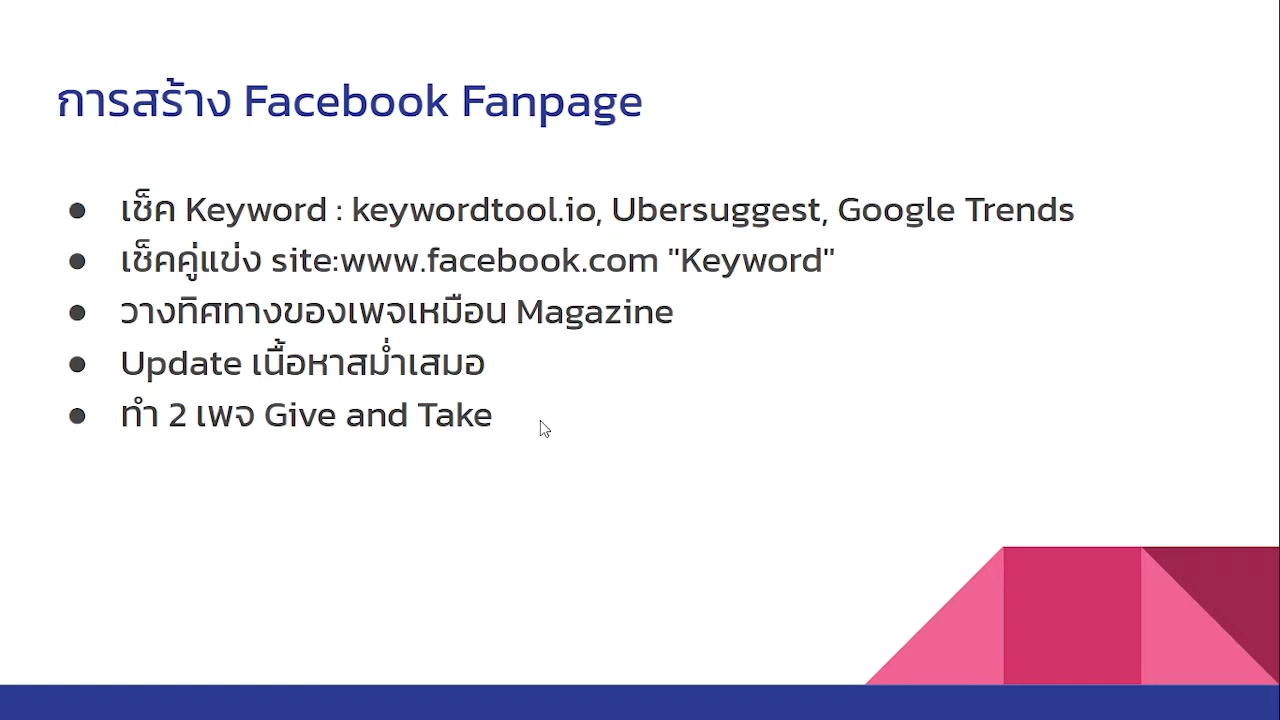 การสร้าง Facebook Fanpage
● เช็ค Keyword : keywordtool.io, Ubersuggest, Google Trends
● เช็คคู่แข่ง site:www.facebook.com "Keyword"
● วางทิศทางของเพจเหมือน Magazine
● Update เนื้อหาสม่ำเสมอ
● ทำ 2 เพจ Give and Take